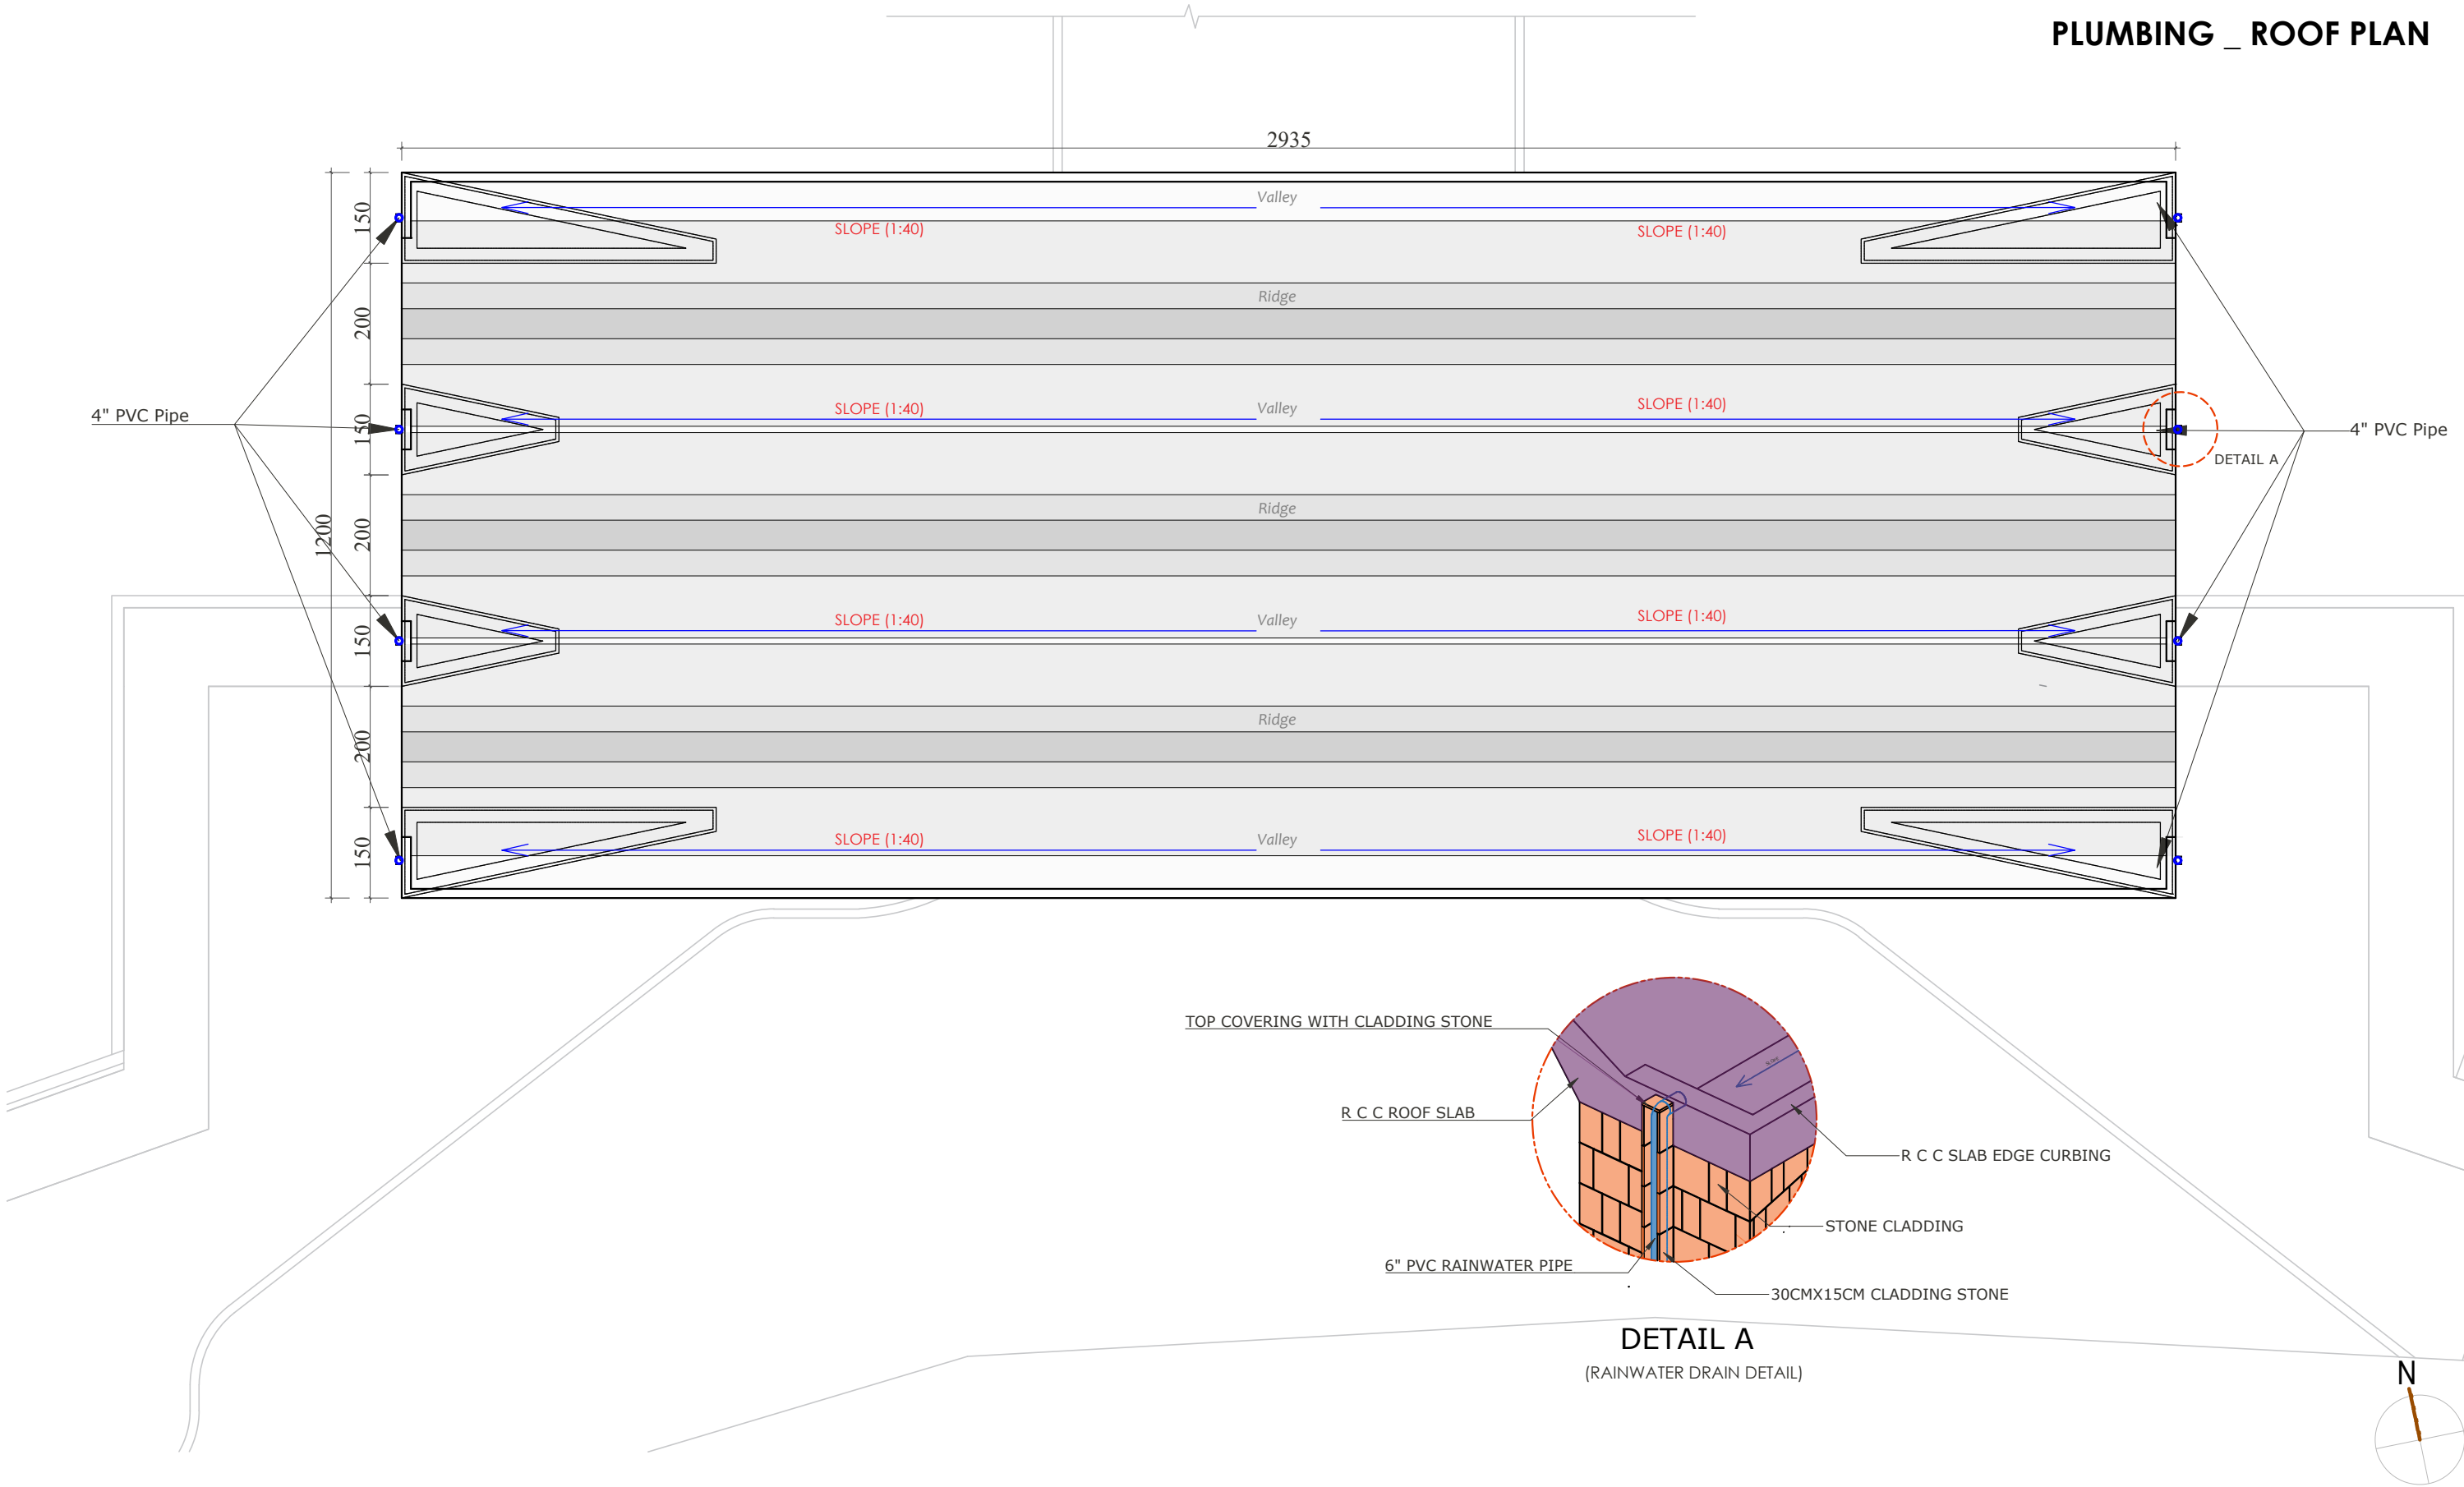 PLUMBING _ ROOF PLAN
2935
Valley
150
SLOPE (1:40)
SLOPE (1:40)
Ridge
200
SLOPE (1:40)
Valley
SLOPE (1:40)
4" PVC Pipe
150
4" PVC Pipe
DETAIL A
Ridge
1200
200
SLOPE (1:40)
Valley
SLOPE (1:40)
150
Ridge
200
SLOPE (1:40)
Valley
SLOPE (1:40)
150
TOP COVERING WITH CLADDING STONE
R C C ROOF SLAB
R C C SLAB EDGE CURBING
STONE CLADDING
6" PVC RAINWATER PIPE
30CMX15CM CLADDING STONE
DETAIL A
(RAINWATER DRAIN DETAIL)
N